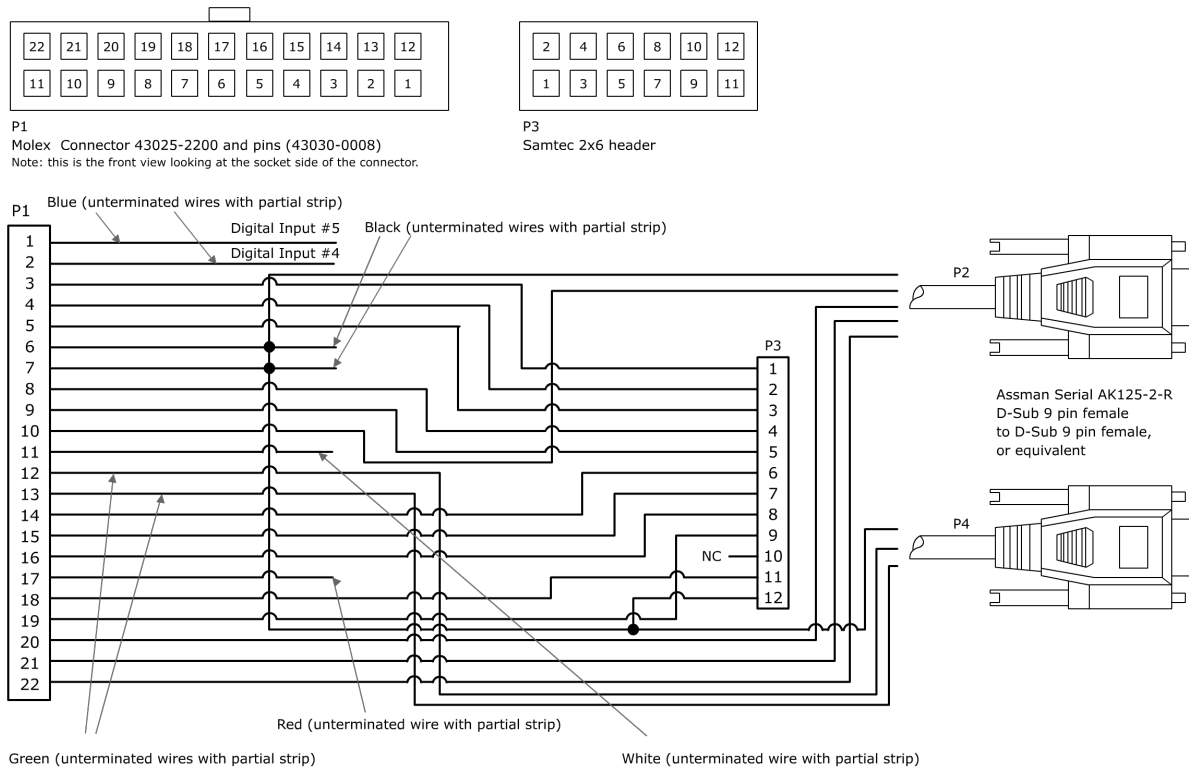 22 21 20 19 18 17 16 15 14 13 12
11 10 9 8 7 6 5 4 3 2 1
P1
Molex Connector 43025-2200 and pins (43030-0008)
Note: this is the front view looking at the socket side of the connector.
2 4 6 8 10 12
1 3 5 7 9 11
P3
Samtec 2x6 header
Blue (unterminated wires with partial strip)
P1
Digital Input #5
Black (unterminated wires with partial strip)
Digital Input #4
1
2
3
4
5
6
7
8
9
10
11
12
13
14
15
16
17
18
19
20
21
22
P3
1
2
3
4
5
6
7
8
9
NC
10
11
12
P2
Assman Serial AK125-2-R
D-Sub 9 pin female
to D-Sub 9 pin female,
or equivalent
P4
Red (unterminated wire with partial strip)
Green (unterminated wires with partial strip)
White (unterminated wire with partial strip)